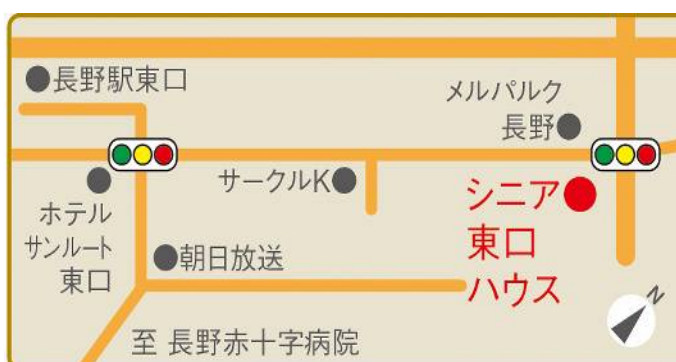 長野駅東口
メルパルク
長野
サークルK
シニア
東口
ハウス
ホテル
サンルート
東口
朝日放送
至 長野赤十字病院
N